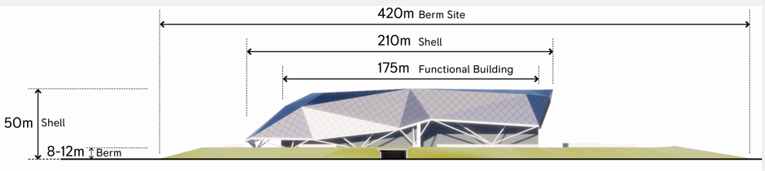 420m Berm Site
210m Shell
175m Functional Building
50m Shell
8-12m Berm